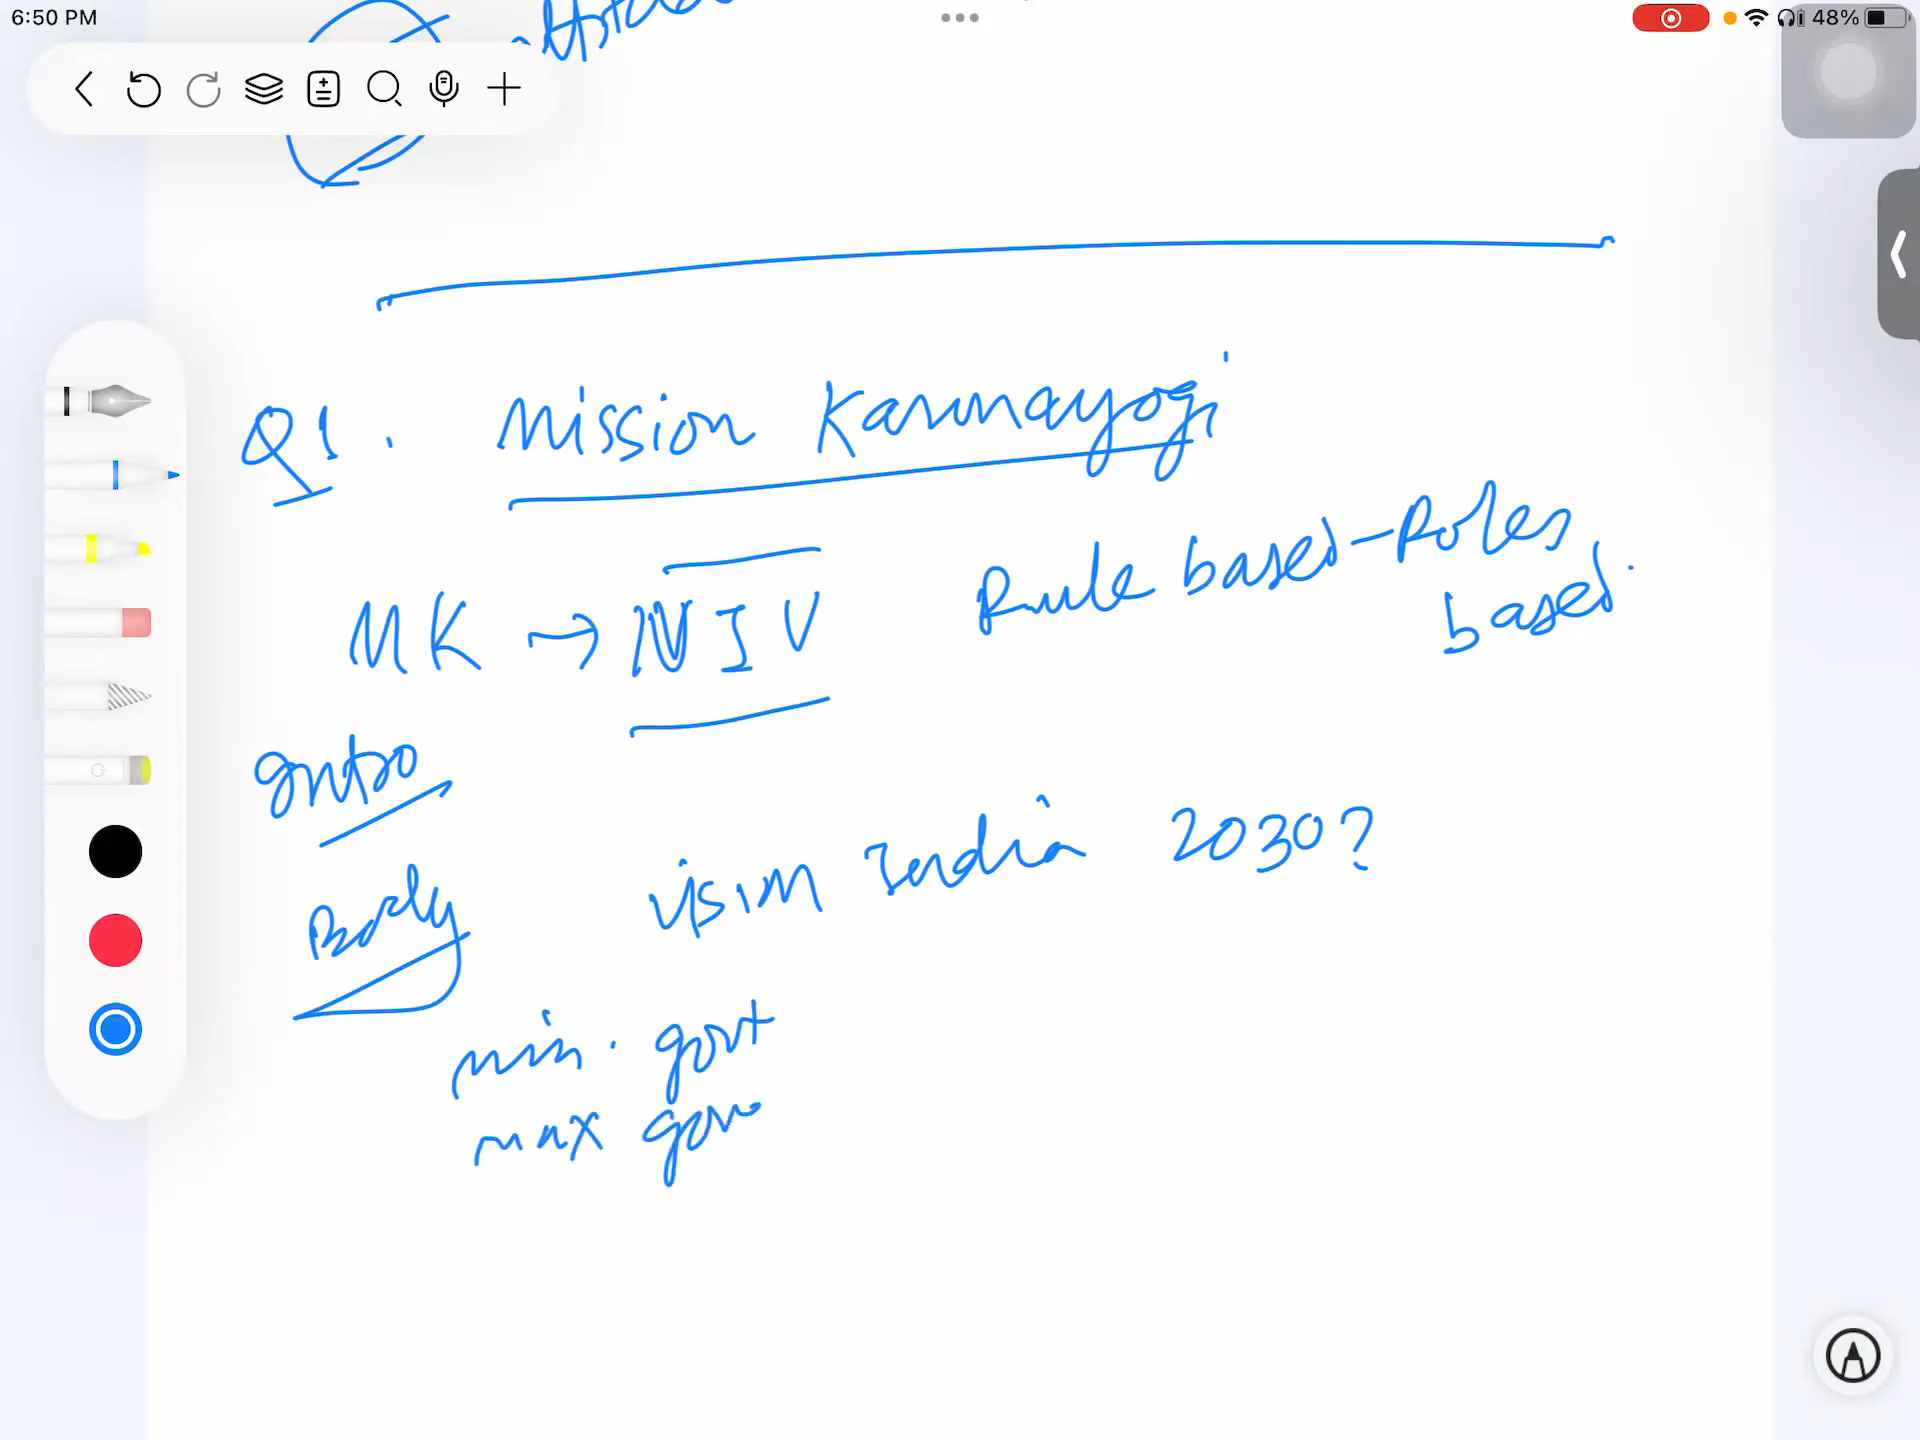 6:50 PM
48%
Q1. Mission Karmayogi
Rule based - Roles
based.
MK → NIV
Intro
Vision India 2030?
Body
min. govt
max gov